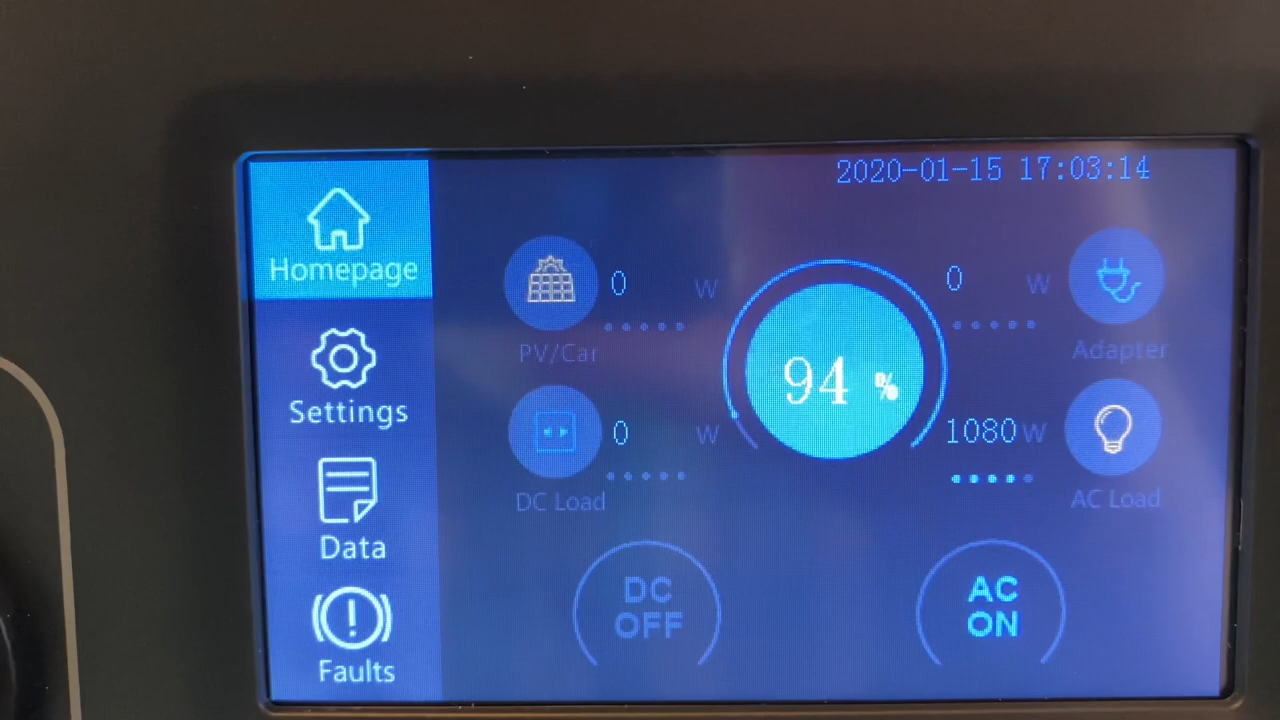 2020-01-15 17:03:14
Homepage
Settings
Data
Faults
0 W
PV/Car
0 W
DC Load
94 %
0 W
Adapter
1080 W
AC Load
DC
OFF
AC
ON